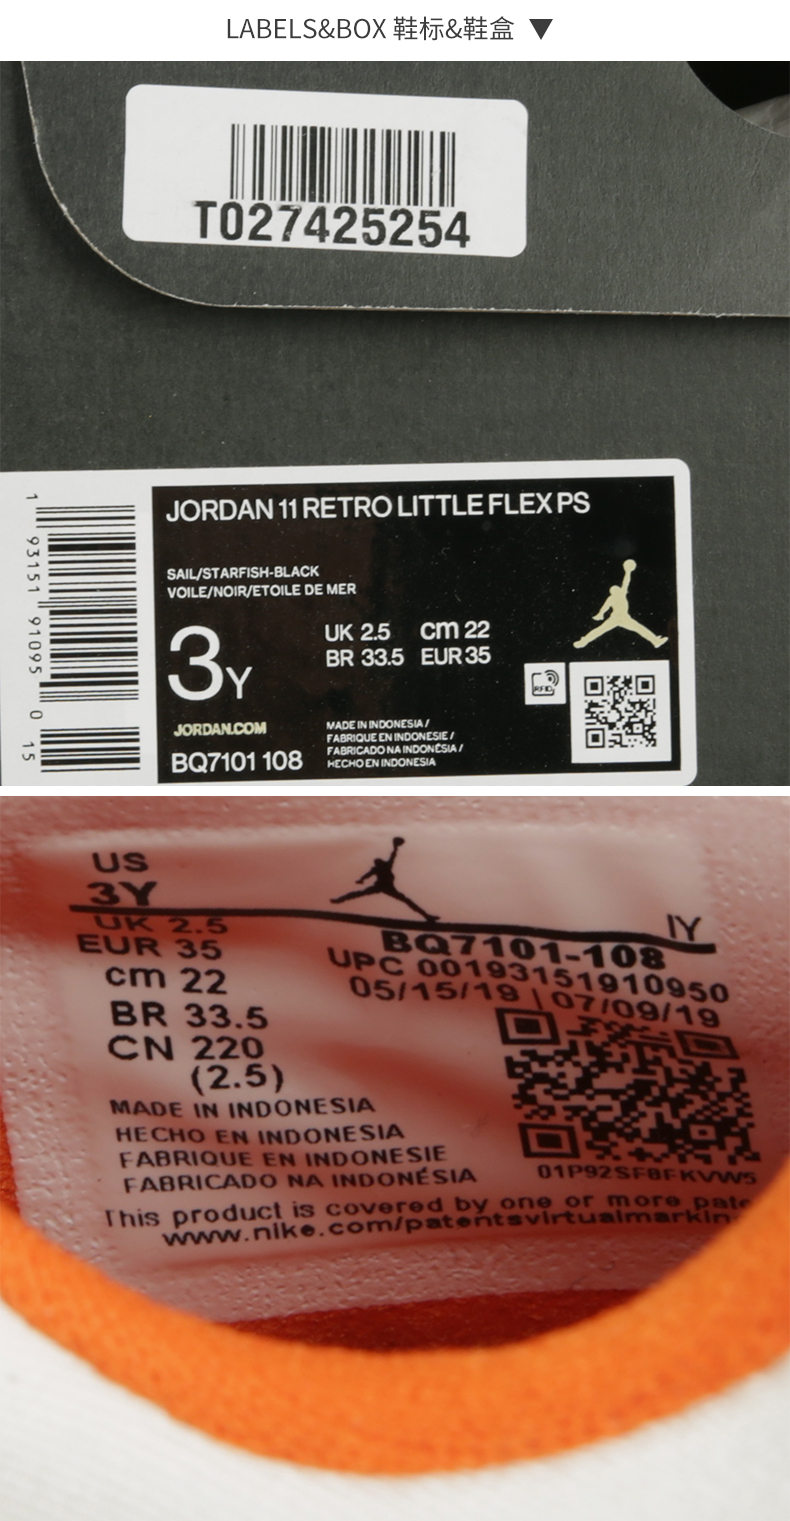 LABELS&BOX 鞋标&鞋盒 ▼
T027425254
JORDAN 11 RETRO LITTLE FLEX PS
SAIL/STARFISH-BLACK
VOILE/NOIR/ETOILE DE MER
3Y
UK 2.5 cm 22
BR 33.5 EUR 35
RFID
JORDAN.COM
BQ7101 108
MADE IN INDONESIA /
FABRIQUE EN INDONESIE /
FABRICADO NA INDONÉSIA /
HECHO EN INDONESIA
1 93151 91095 0 15
US
3Y
UK 2.5
EUR 35
cm 22
BR 33.5
CN 220
(2.5)
IY
BQ7101-108
UPC 00193151910950
05/15/19 | 07/09/19
01P92SF8FKVW5
MADE IN INDONESIA
HECHO EN INDONESIA
FABRIQUE EN INDONESIE
FABRICADO NA INDONÉSIA
This product is covered by one or more pate
www.nike.com/patentsvirtualmarkin